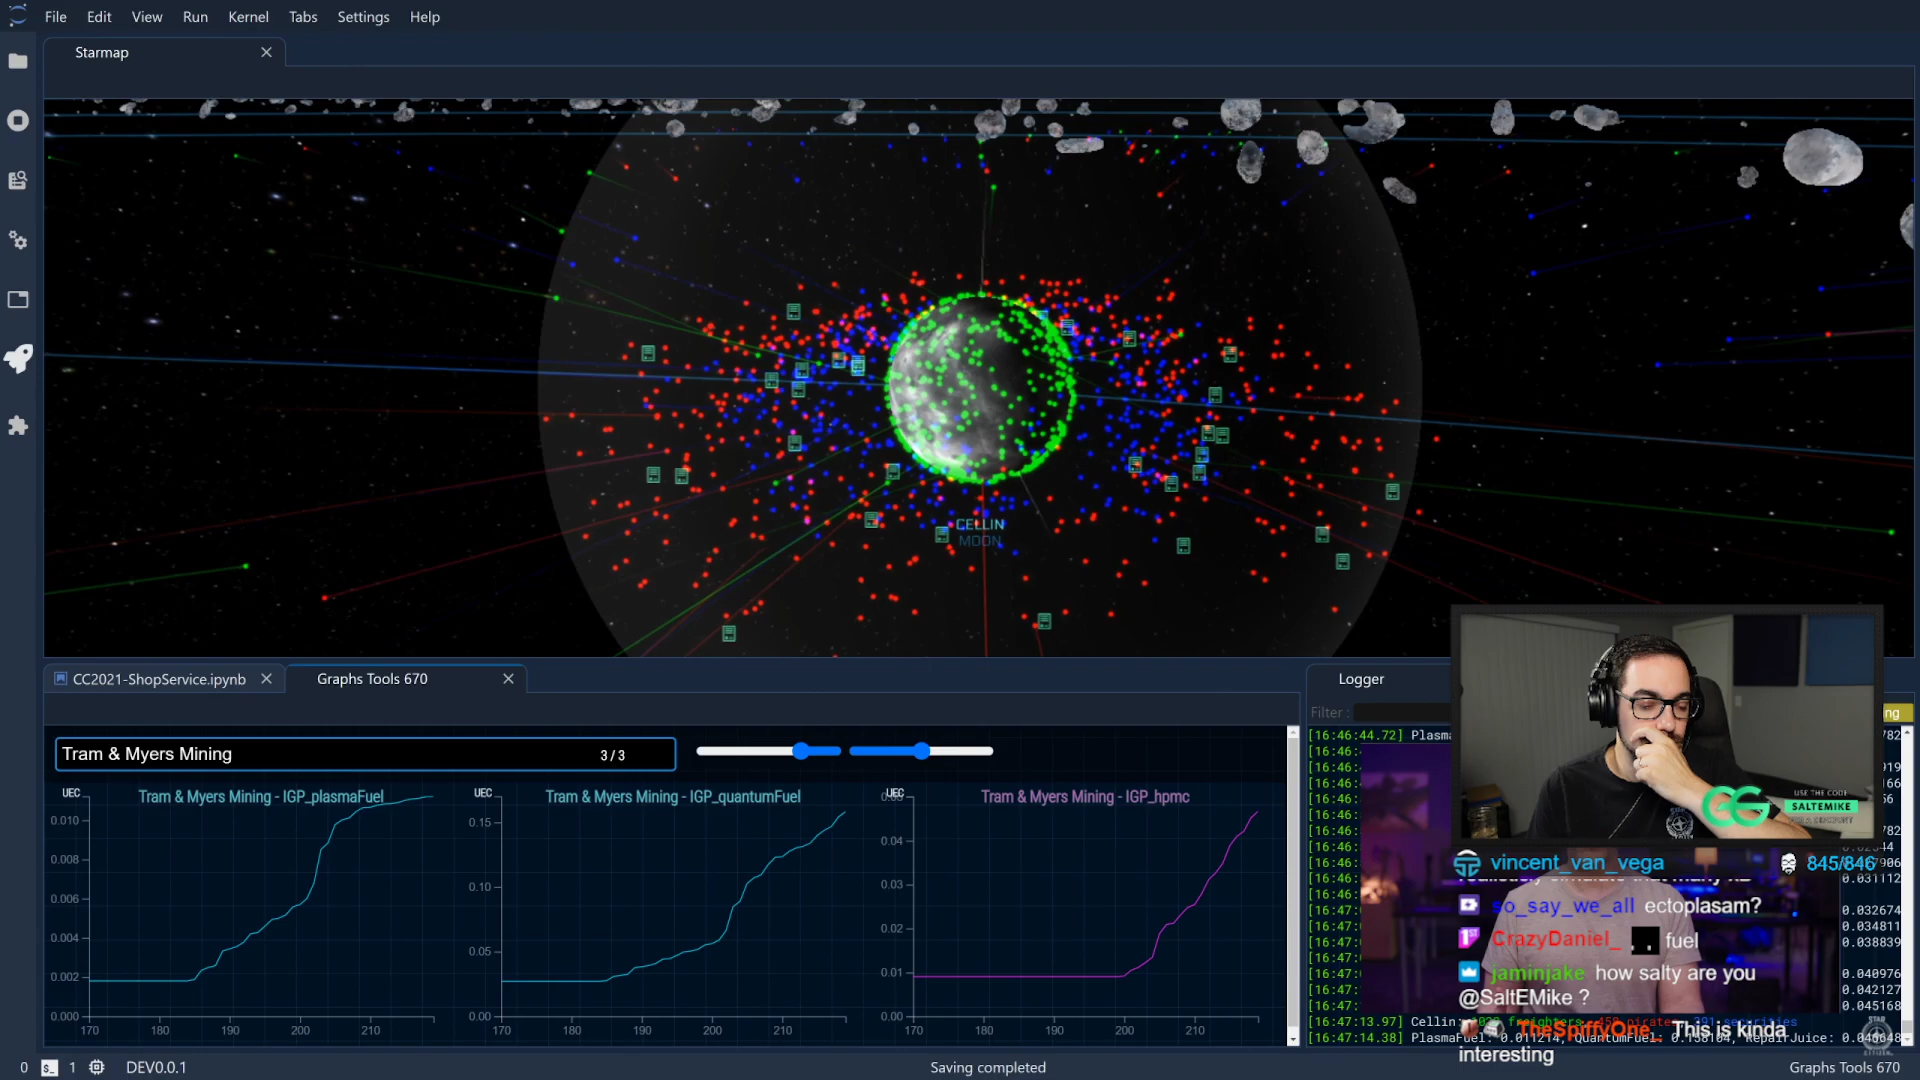 File Edit View Run Kernel Tabs Settings Help
Starmap
CELLIN
MOON
CC2021-ShopService.ipynb
Graphs Tools 670
Logger
Filter :
ng
Tram & Myers Mining 3/3
UEC Tram & Myers Mining - IGP_plasmaFuel
0.010
0.008
0.006
0.004
0.002
0.000
170 180 190 200 210
UEC Tram & Myers Mining - IGP_quantumFuel
0.15
0.10
0.05
0.00
170 180 190 200 210
UEC Tram & Myers Mining - IGP_hpmc
0.04
0.03
0.02
0.01
0.00
170 180 190 200 210
[16:46:44.72] Plasma
USE THE CODE
SALTEMIKE
vincent_van_vega 845/846
0.031112
so_say_we_all ectoplasam?
0.032674
0.034811
CrazyDaniel_ fuel
0.038839
jaminjake how salty are you
@SaltEMike ?
0.040976
0.042127
0.045168
[16:47:13.97] Cellin:
TheSpiffyOne_ This is kinda
interesting
[16:47:14.38] PlasmaFuel: 0.011214, QuantumFuel: 0.158104, RepairJuice: 0.046648
0 1 DEV0.0.1 Saving completed Graphs Tools 670